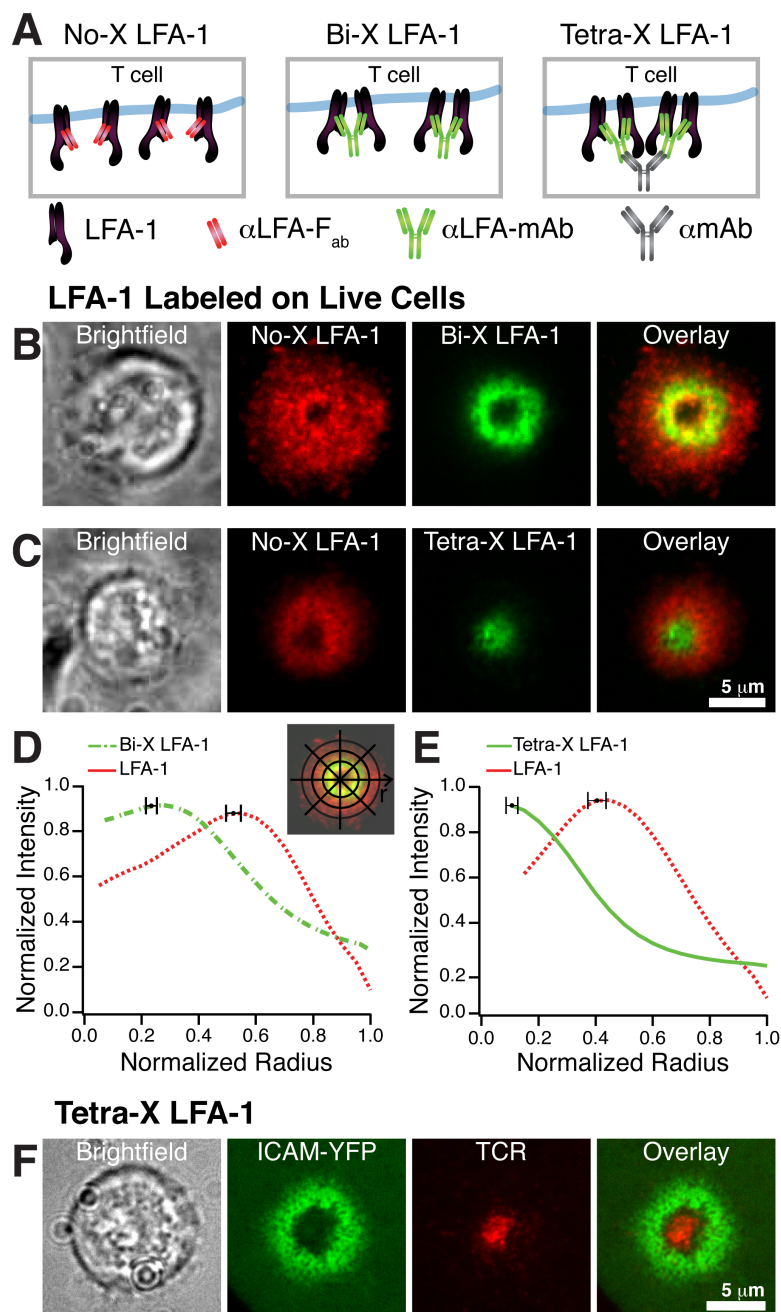 A
No-X LFA-1
Bi-X LFA-1
Tetra-X LFA-1
T cell
T cell
T cell
LFA-1
αLFA-Fab
αLFA-mAb
αmAb
LFA-1 Labeled on Live Cells
B
Brightfield
No-X LFA-1
Bi-X LFA-1
Overlay
C
Brightfield
No-X LFA-1
Tetra-X LFA-1
Overlay
5 μm
D
Bi-X LFA-1
LFA-1
r
Normalized Intensity
1.0
0.8
0.6
0.4
0.2
0.0
0.0 0.2 0.4 0.6 0.8 1.0
Normalized Radius
E
Tetra-X LFA-1
LFA-1
Normalized Intensity
1.0
0.8
0.6
0.4
0.2
0.0
0.0 0.2 0.4 0.6 0.8 1.0
Normalized Radius
Tetra-X LFA-1
F
Brightfield
ICAM-YFP
TCR
Overlay
5 μm